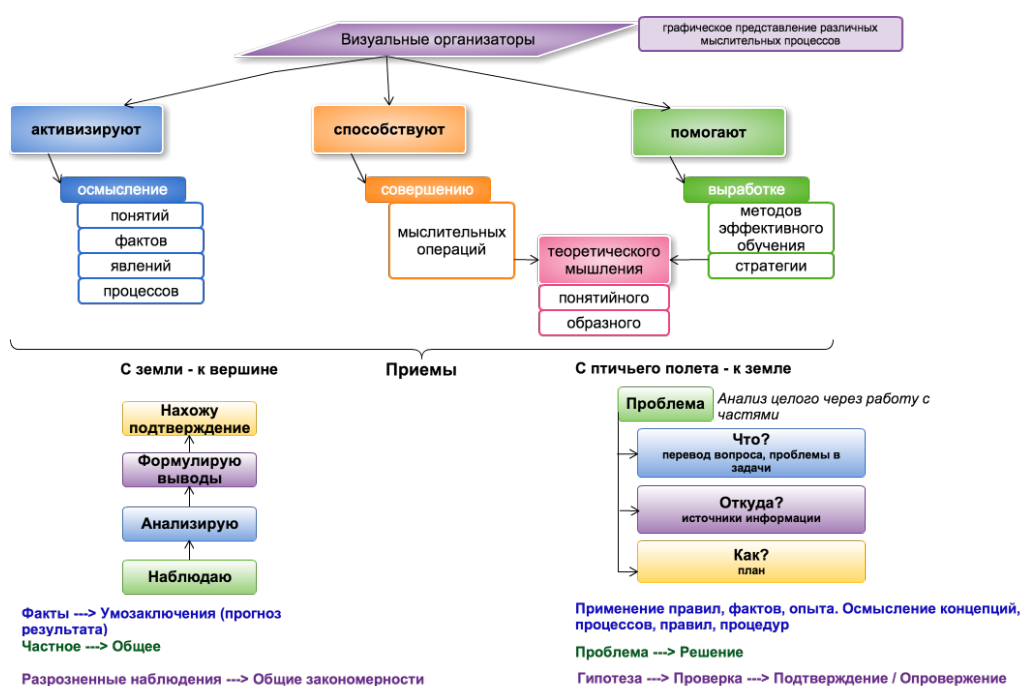 Визуальные организаторы
графическое представление различных
мыслительных процессов
активизируют
способствуют
помогают
осмысление
понятий
фактов
явлений
процессов
совершению
мыслительных
операций
выработке
методов
эффективного
обучения
стратегии
теоретического
мышления
понятийного
образного
Приемы
С земли - к вершине
Нахожу
подтверждение
Формулирую
выводы
Анализирую
Наблюдаю
Факты ---> Умозаключения (прогноз
результата)
Частное ---> Общее
Разрозненные наблюдения ---> Общие закономерности
С птичьего полета - к земле
Проблема
Анализ целого через работу с
частями
Что?
перевод вопроса, проблемы в
задачи
Откуда?
источники информации
Как?
план
Применение правил, фактов, опыта. Осмысление концепций,
процессов, правил, процедур
Проблема ---> Решение
Гипотеза ---> Проверка ---> Подтверждение / Опровержение